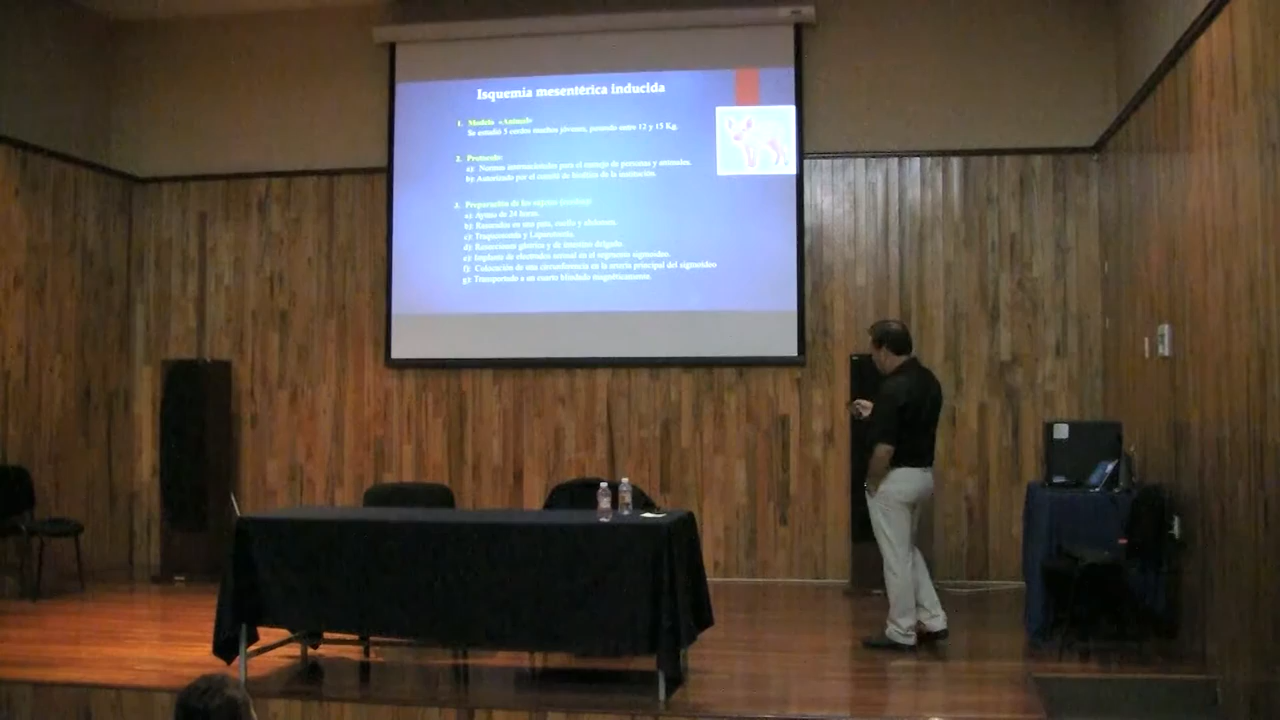 Isquemia mesentérica inducida
1. Modelo «Animal»
Se estudió 5 cerdos machos jóvenes, pesando entre 12 y 15 Kg.
2. Protocolo:
a): Normas internacionales para el manejo de personas y animales.
b): Autorizado por el comité de bioética de la institución.
3. Preparación de los
a): Ayuno de 24 horas.
b): Rasurados en una pata, cuello y abdomen.
c): Traqueotomía y Laparotomía.
d): Resecciones gástrica y de intestino delgado.
e): Implante de electrodos serosal en el segmento sigmoideo.
f): Colocación de una circunferencia en la arteria principal del sigmoideo
g): Transportado a un cuarto blindado magnéticamente.